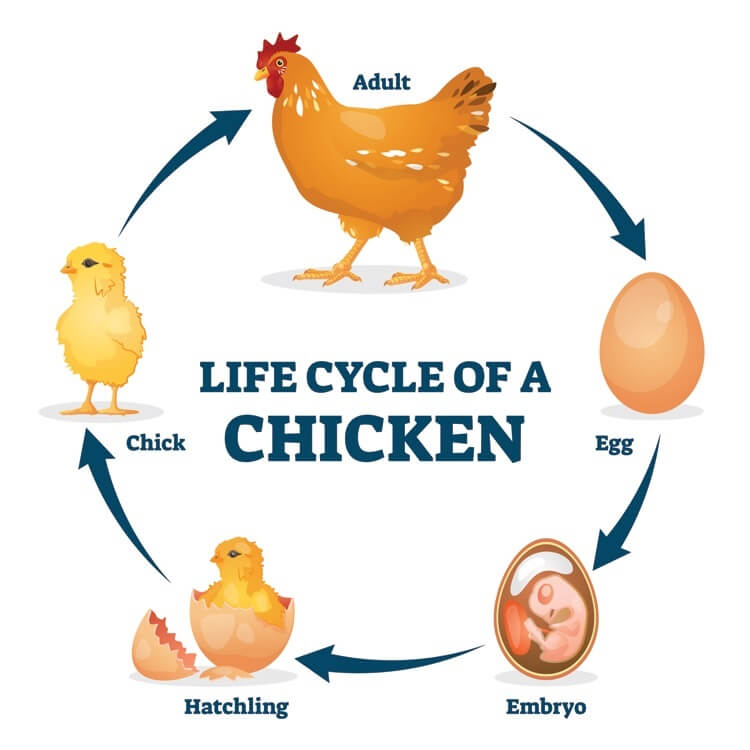 Adult
LIFE CYCLE OF A
CHICKEN
Chick
Egg
Hatchling
Embryo